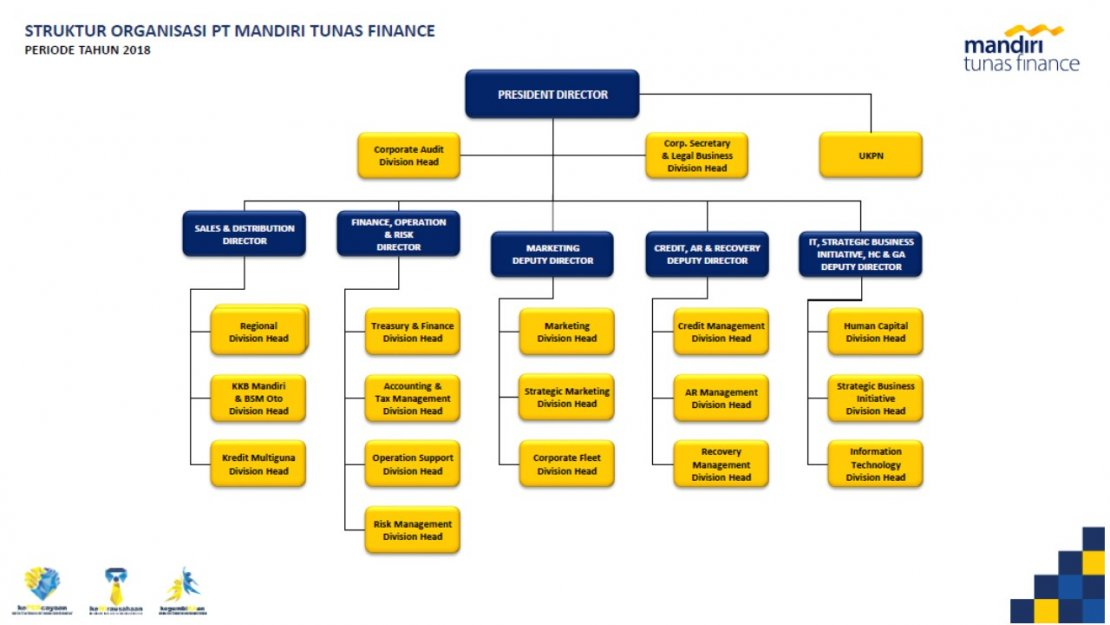 STRUKTUR ORGANISASI PT MANDIRI TUNAS FINANCE
PERIODE TAHUN 2018
mandiri
tunas finance
PRESIDENT DIRECTOR
Corporate Audit
Division Head
Corp. Secretary
& Legal Business
Division Head
UKPN
SALES & DISTRIBUTION
DIRECTOR
FINANCE, OPERATION
& RISK
DIRECTOR
MARKETING
DEPUTY DIRECTOR
CREDIT, AR & RECOVERY
DEPUTY DIRECTOR
IT, STRATEGIC BUSINESS
INITIATIVE, HC & GA
DEPUTY DIRECTOR
Regional
Division Head
Treasury & Finance
Division Head
Marketing
Division Head
Credit Management
Division Head
Human Capital
Division Head
KKB Mandiri
& BSM Oto
Division Head
Accounting &
Tax Management
Division Head
Strategic Marketing
Division Head
AR Management
Division Head
Strategic Business
Initiative
Division Head
Kredit Multiguna
Division Head
Operation Support
Division Head
Corporate Fleet
Division Head
Recovery
Management
Division Head
Information
Technology
Division Head
Risk Management
Division Head